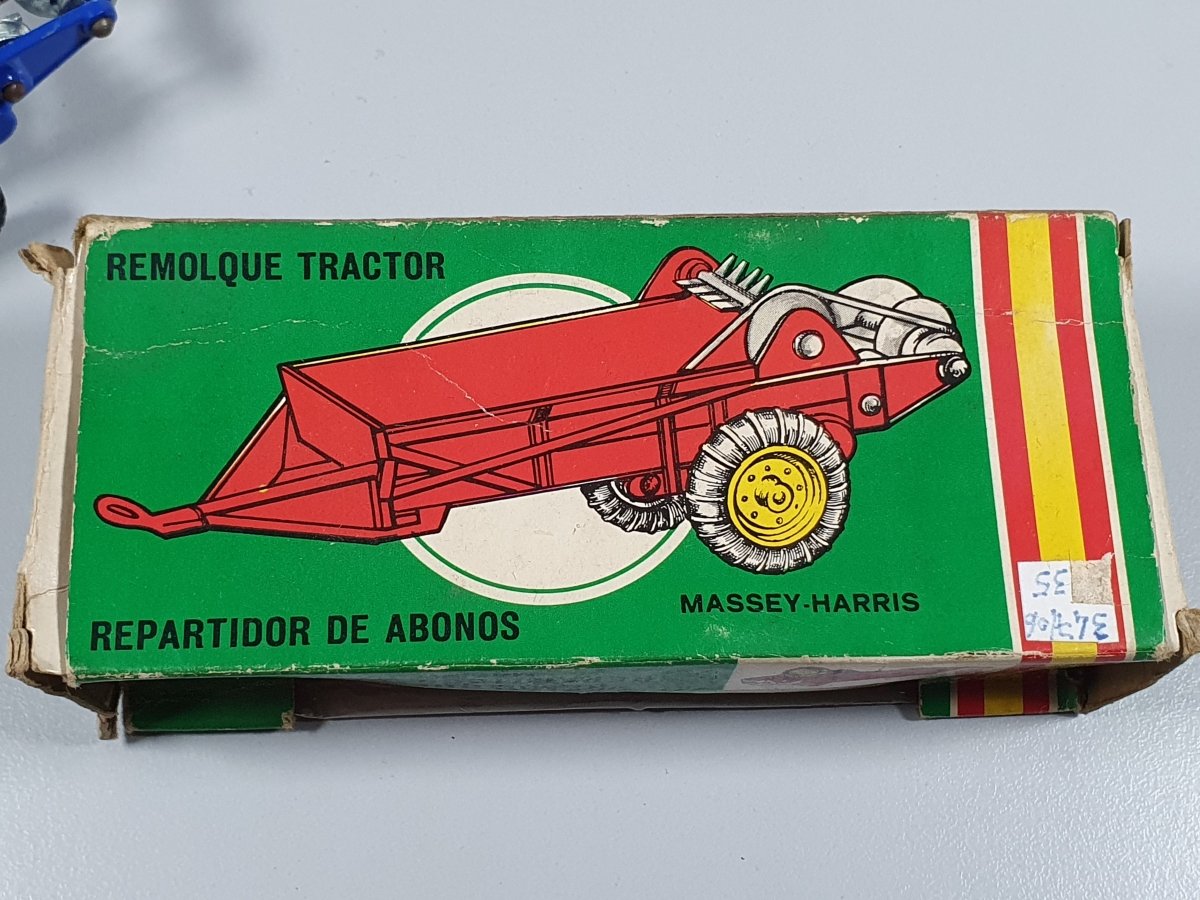 REMOLQUE TRACTOR
REPARTIDOR DE ABONOS
MASSEY-HARRIS
35